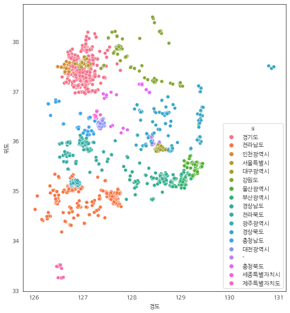 38
37
36
35
34
33
위도
126
127
128
129
130
131
경도
시
경기도
전라남도
인천광역시
서울특별시
대구광역시
강원도
울산광역시
부산광역시
경상남도
전라북도
광주광역시
경상북도
충청남도
대전광역시
-
충청북도
세종특별자치시
제주특별자치도